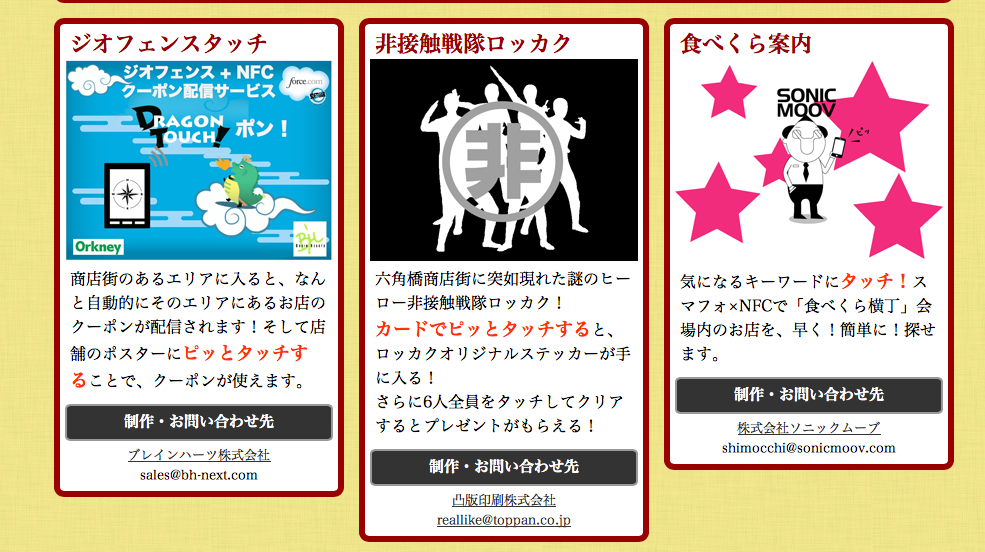 ジオフェンスタッチ
ジオフェンス + NFC
クーポン配信サービス
force.com
DRAGON
TOUCH!
ポン！
Orkney
商店街のあるエリアに入ると、なん
と自動的にそのエリアにあるお店の
クーポンが配信されます！そして店
舗のポスターにピッとタッチす
ることで、クーポンが使えます。
制作・お問い合わせ先
ブレインハーツ株式会社
sales@bh-next.com
非接触戦隊ロッカク
非
六角橋商店街に突如現れた謎のヒー
ロー非接触戦隊ロッカク！
カードでピッとタッチすると、
ロッカクオリジナルステッカーが手
に入る！
さらに6人全員をタッチしてクリア
するとプレゼントがもらえる！
制作・お問い合わせ先
凸版印刷株式会社
reallike@toppan.co.jp
食べくら案内
SONIC
MOOV
ピッ
気になるキーワードにタッチ！ス
マフォ×NFCで「食べくら横丁」会
場内のお店を、早く！簡単に！探せ
ます。
制作・お問い合わせ先
株式会社ソニックムーブ
shimocchi@sonicmoov.com